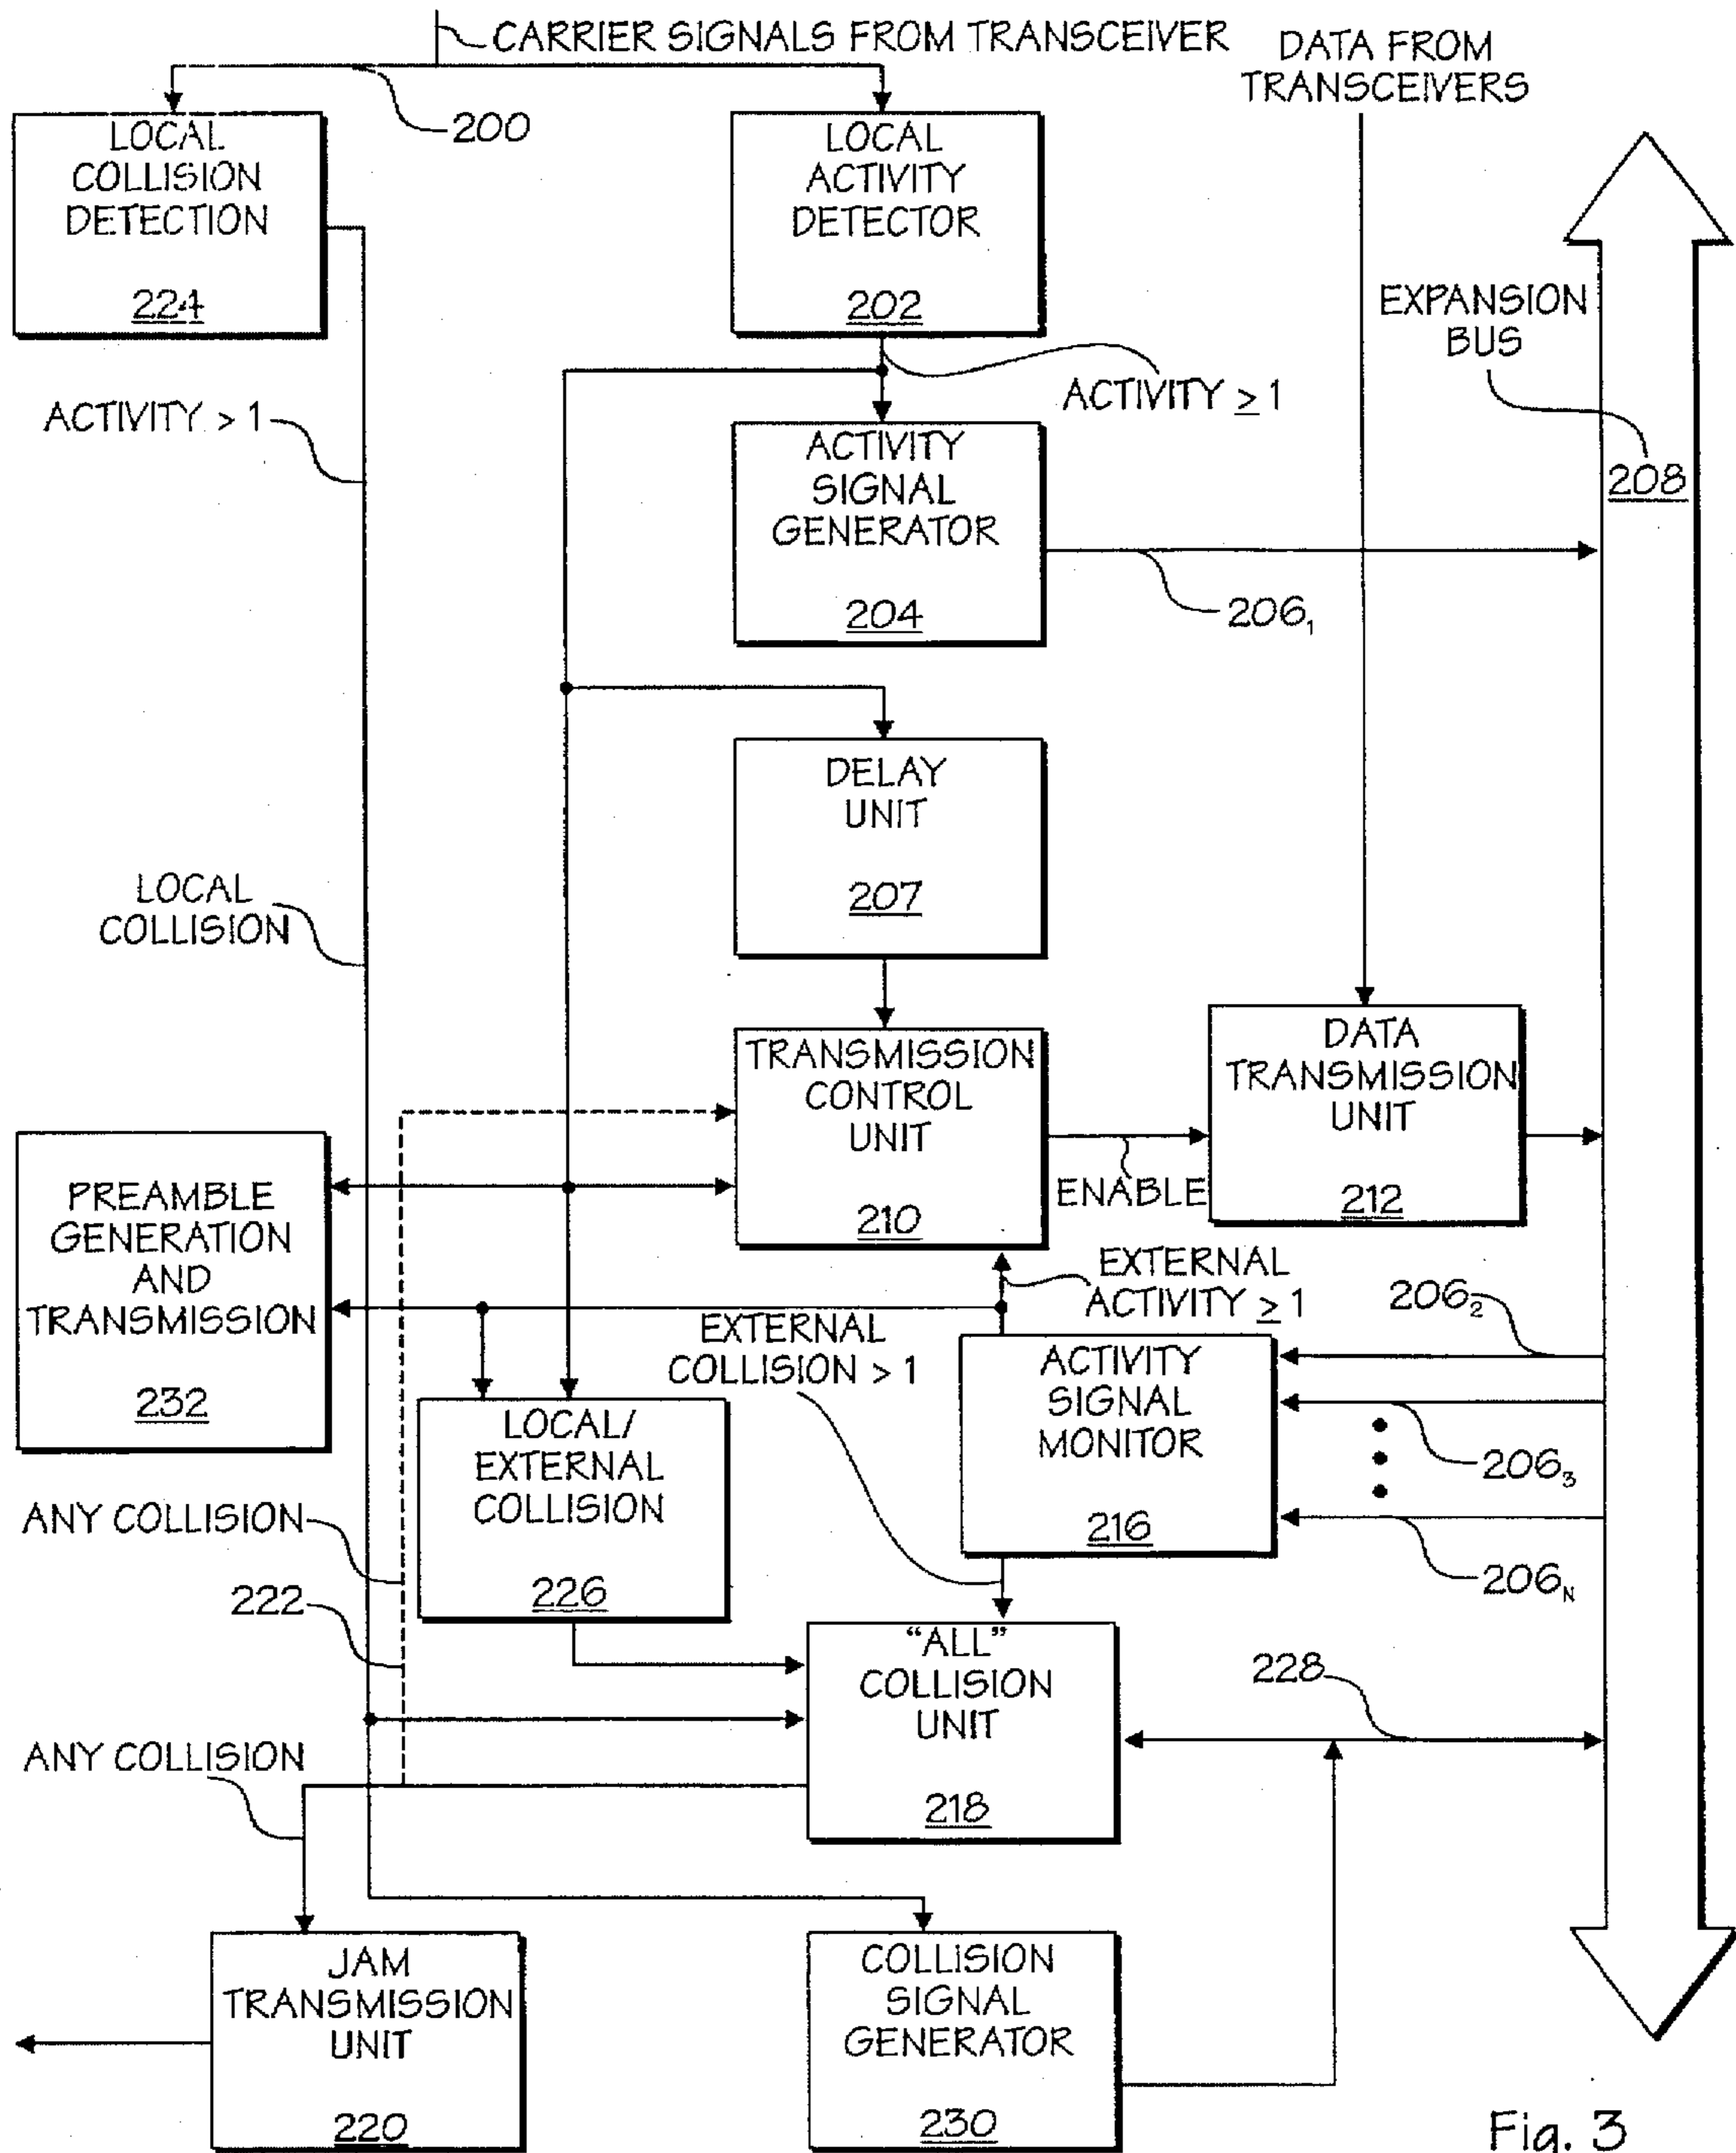 CARRIER SIGNALS FROM TRANSCEIVER
DATA FROM
TRANSCEIVERS
200
LOCAL
COLLISION
DETECTION
224
LOCAL
ACTIVITY
DETECTOR
202
EXPANSION
BUS
208
ACTIVITY > 1
ACTIVITY ≥ 1
ACTIVITY
SIGNAL
GENERATOR
204
206₁
DELAY
UNIT
207
LOCAL
COLLISION
TRANSMISSION
CONTROL
UNIT
210
ENABLE
DATA
TRANSMISSION
UNIT
212
PREAMBLE
GENERATION
AND
TRANSMISSION
232
EXTERNAL
ACTIVITY ≥ 1
EXTERNAL
COLLISION > 1
206₂
ACTIVITY
SIGNAL
MONITOR
216
206₃
206ₙ
LOCAL/
EXTERNAL
COLLISION
226
ANY COLLISION
222
“ALL”
COLLISION
UNIT
218
228
ANY COLLISION
JAM
TRANSMISSION
UNIT
220
COLLISION
SIGNAL
GENERATOR
230
Fig. 3